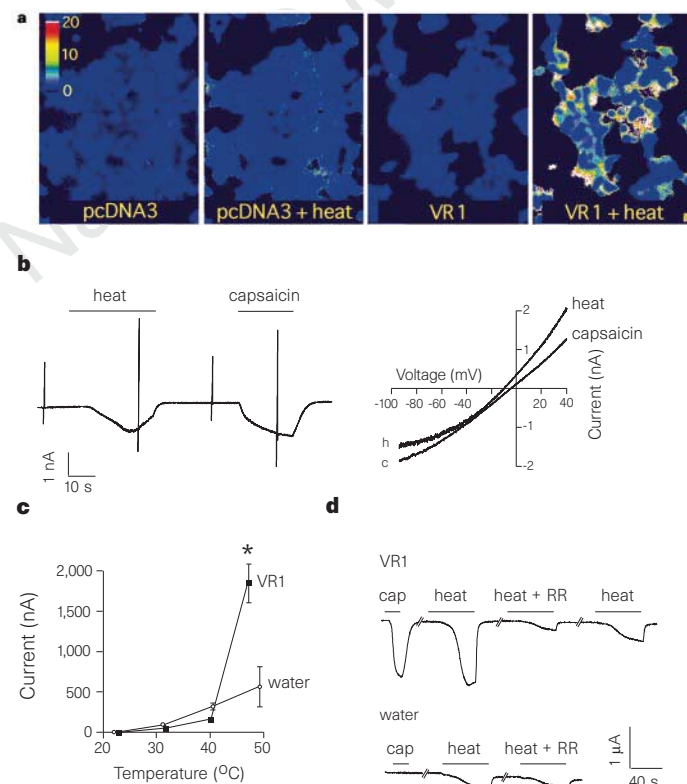 a
20
10
0
pcDNA3
pcDNA3 + heat
VR1
VR1 + heat
b
heat
capsaicin
1 nA
10 s
heat
capsaicin
Voltage (mV)
Current (nA)
2
1
-1
-2
-100 -80 -60 -40 20 40
h
c
c
2,000
1,500
1,000
500
0
Current (nA)
*
VR1
water
20 30 40 50
Temperature (ºC)
d
VR1
cap heat heat + RR heat
water
cap heat heat + RR
1 µA
40 s